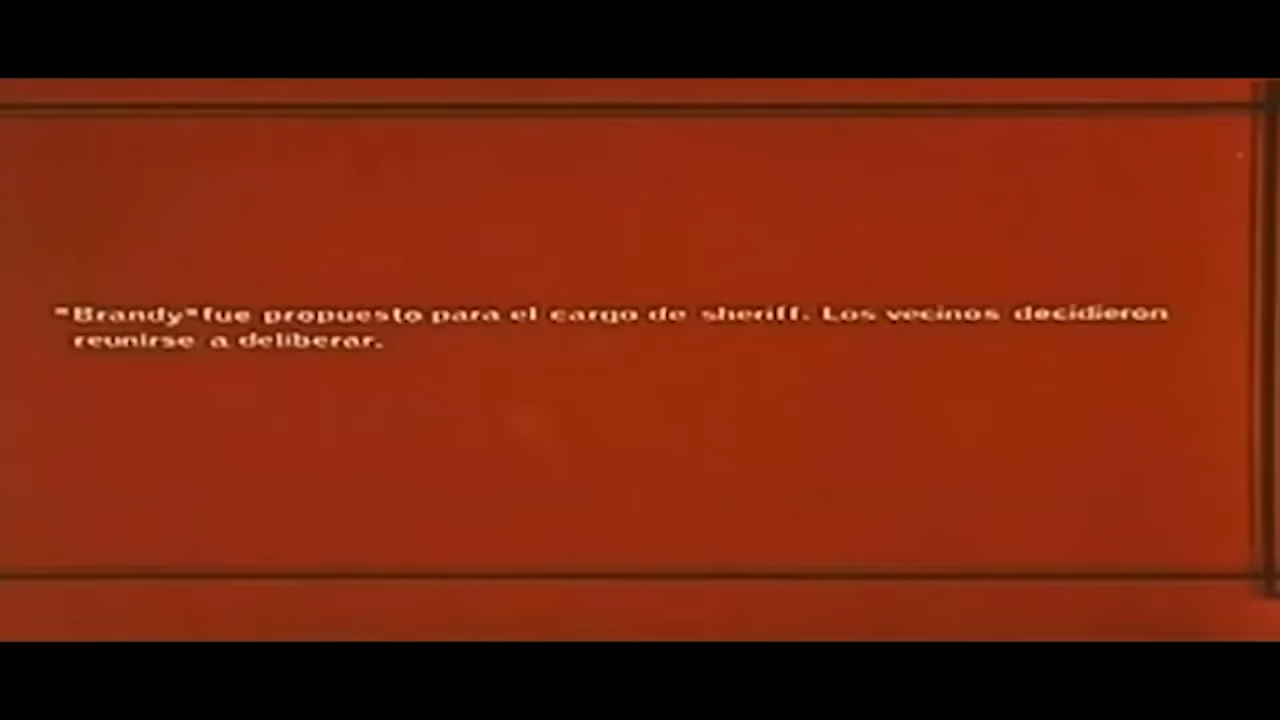 "Brandy" fue propuesto para el cargo de sheriff. Los vecinos decidieron
reunirse a deliberar.